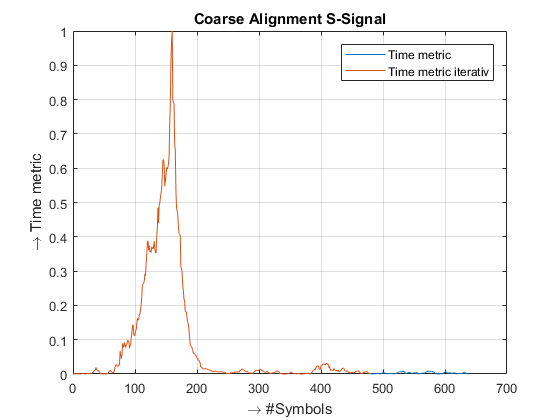 Coarse Alignment S-Signal
1
0.9
0.8
0.7
0.6
0.5
0.4
0.3
0.2
0.1
0
→ Time metric
Time metric
Time metric iterativ
0 100 200 300 400 500 600 700
→ #Symbols